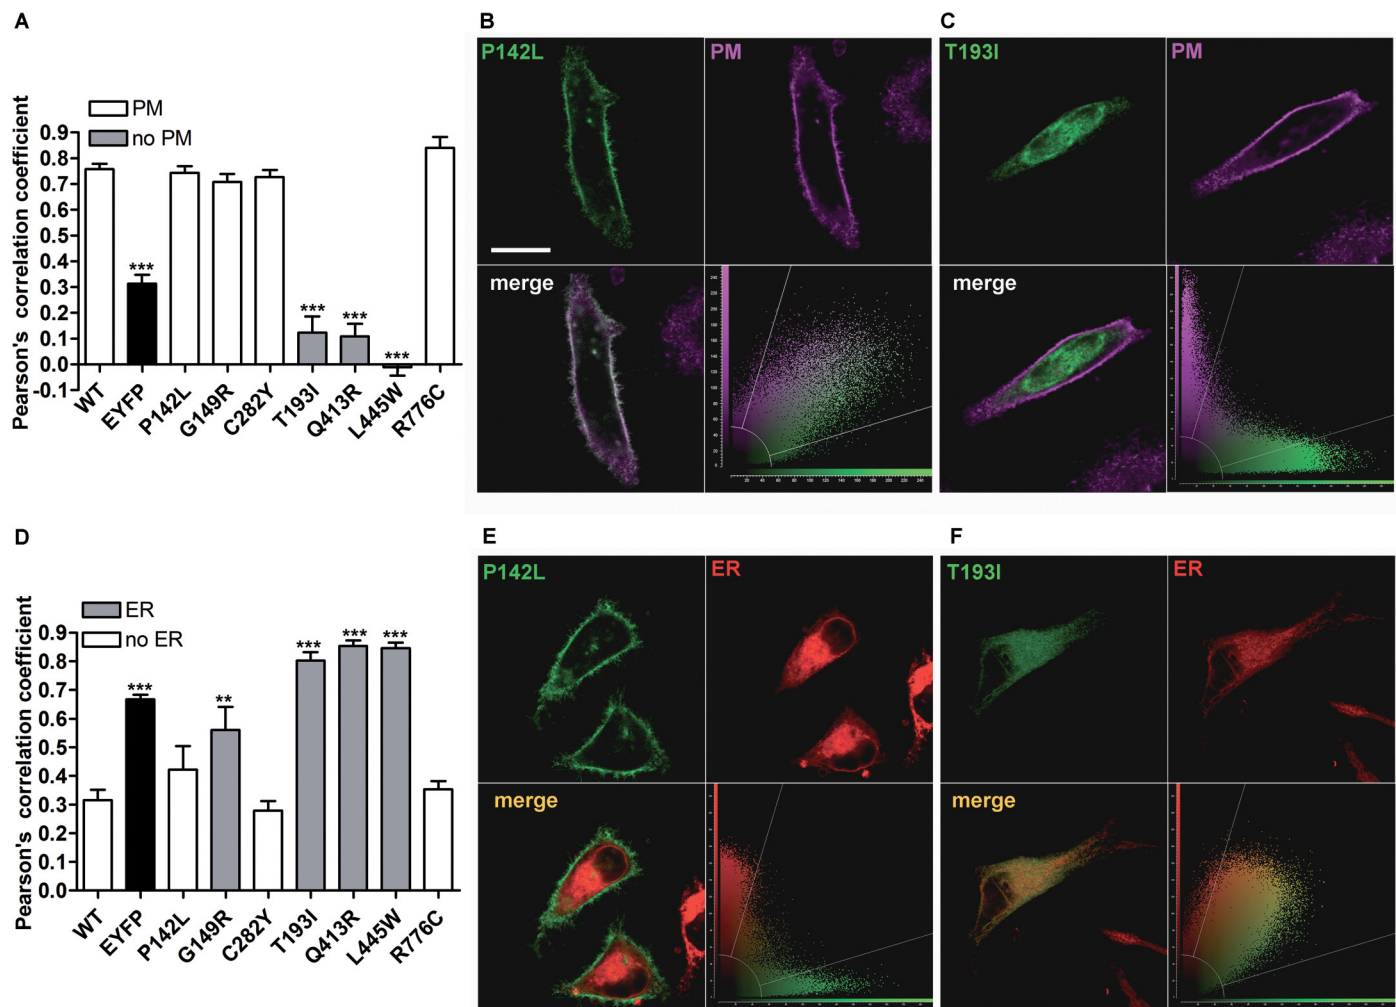 A
B
C
P142L
PM
T193I
PM
PM
no PM
Pearson's correlation coefficient
0.9
0.8
0.7
0.6
0.5
0.4
0.3
0.2
0.1
0.0
-0.1
***
***
***
***
WT
EYFP
P142L
G149R
C282Y
T193I
Q413R
L445W
R776C
merge
merge
D
E
F
P142L
ER
T193I
ER
ER
no ER
Pearson's correlation coefficient
0.9
0.8
0.7
0.6
0.5
0.4
0.3
0.2
0.1
0.0
***
**
***
***
***
WT
EYFP
P142L
G149R
C282Y
T193I
Q413R
L445W
R776C
merge
merge